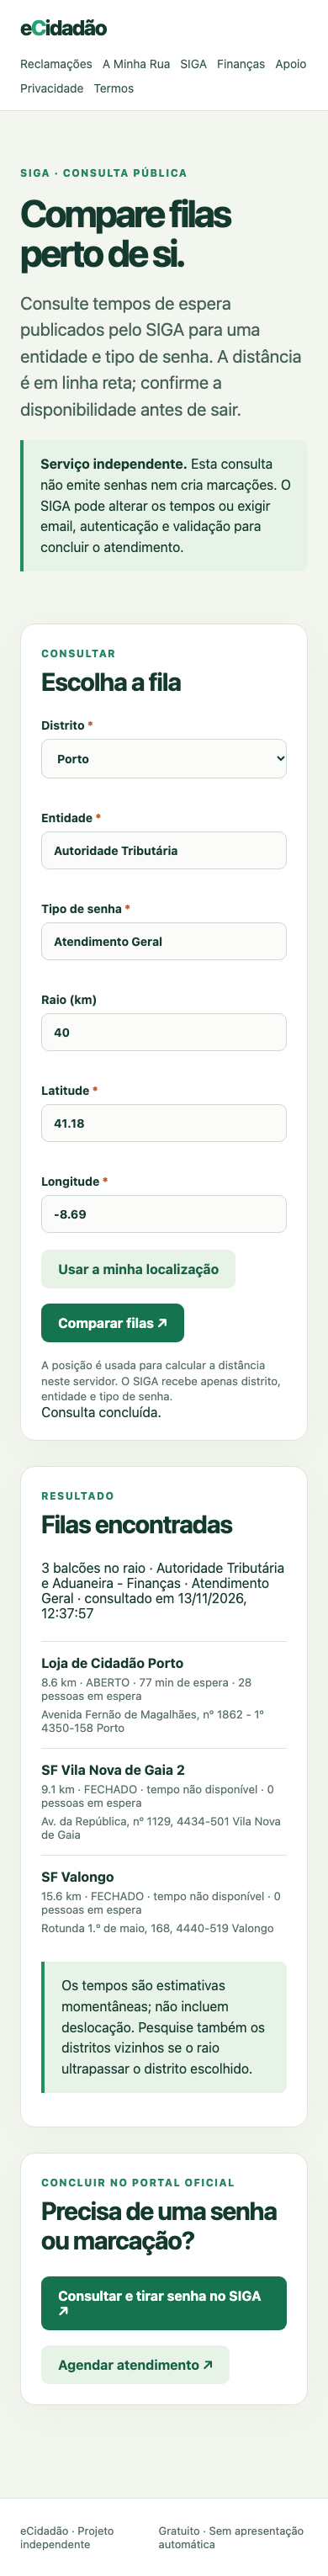 eCidadão
Reclamações A Minha Rua SIGA Finanças Apoio
Privacidade Termos
SIGA · CONSULTA PÚBLICA
Compare filas
perto de si.
Consulte tempos de espera
publicados pelo SIGA para uma
entidade e tipo de senha. A distância
é em linha reta; confirme a
disponibilidade antes de sair.
Serviço independente. Esta consulta
não emite senhas nem cria marcações. O
SIGA pode alterar os tempos ou exigir
email, autenticação e validação para
concluir o atendimento.
CONSULTAR
Escolha a fila
Distrito *
Porto
Entidade *
Autoridade Tributária
Tipo de senha *
Atendimento Geral
Raio (km)
40
Latitude *
41.18
Longitude *
-8.69
Usar a minha localização
Comparar filas ↗
A posição é usada para calcular a distância
neste servidor. O SIGA recebe apenas distrito,
entidade e tipo de senha.
Consulta concluída.
RESULTADO
Filas encontradas
3 balcões no raio · Autoridade Tributária
e Aduaneira - Finanças · Atendimento
Geral · consultado em 13/11/2026,
12:37:57
Loja de Cidadão Porto
8.6 km · ABERTO · 77 min de espera · 28
pessoas em espera
Avenida Fernão de Magalhães, nº 1862 - 1º
4350-158 Porto
SF Vila Nova de Gaia 2
9.1 km · FECHADO · tempo não disponível · 0
pessoas em espera
Av. da República, nº 1129, 4434-501 Vila Nova
de Gaia
SF Valongo
15.6 km · FECHADO · tempo não disponível · 0
pessoas em espera
Rotunda 1.º de maio, 168, 4440-519 Valongo
Os tempos são estimativas
momentâneas; não incluem
deslocação. Pesquise também os
distritos vizinhos se o raio
ultrapassar o distrito escolhido.
CONCLUIR NO PORTAL OFICIAL
Precisa de uma senha
ou marcação?
Consultar e tirar senha no SIGA
↗
Agendar atendimento ↗
eCidadão · Projeto
independente
Gratuito · Sem apresentação
automática